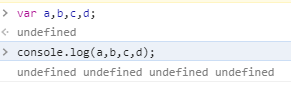 > var a,b,c,d;
<· undefined
> console.log(a,b,c,d);
undefined undefined undefined undefined